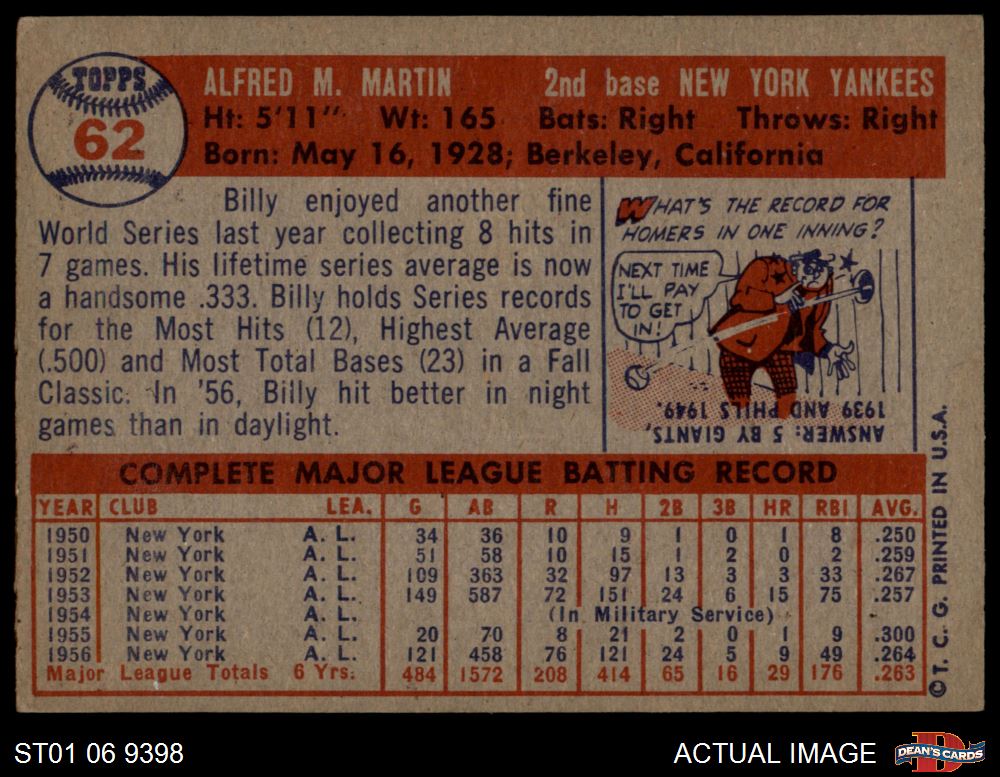 TOPPS
62
ALFRED M. MARTIN 2nd base NEW YORK YANKEES
Ht: 5'11" Wt: 165 Bats: Right Throws: Right
Born: May 16, 1928; Berkeley, California
Billy enjoyed another fine
World Series last year collecting 8 hits in
7 games. His lifetime series average is now
a handsome .333. Billy holds Series records
for the Most Hits (12), Highest Average
(.500) and Most Total Bases (23) in a Fall
Classic. In '56, Billy hit better in night
games than in daylight.
WHAT'S THE RECORD FOR
HOMERS IN ONE INNING?
NEXT TIME
I'LL PAY
TO GET
IN!
ANSWER: 5 BY GIANTS,
1939 AND PHILS 1949.
COMPLETE MAJOR LEAGUE BATTING RECORD
YEAR CLUB LEA. G AB R H 2B 3B HR RBI AVG.
1950 New York A. L. 34 36 10 9 1 0 1 8 .250
1951 New York A. L. 51 58 10 15 1 2 0 2 .259
1952 New York A. L. 109 363 32 97 13 3 3 33 .267
1953 New York A. L. 149 587 72 151 24 6 15 75 .257
1954 New York A. L. (In Military Service)
1955 New York A. L. 20 70 8 21 2 0 1 9 .300
1956 New York A. L. 121 458 76 121 24 5 9 49 .264
Major League Totals 6 Yrs. 484 1572 208 414 65 16 29 176 .263
© T. C. G. PRINTED IN U.S.A.
ST01 06 9398
ACTUAL IMAGE
D
DEAN'S CARDS